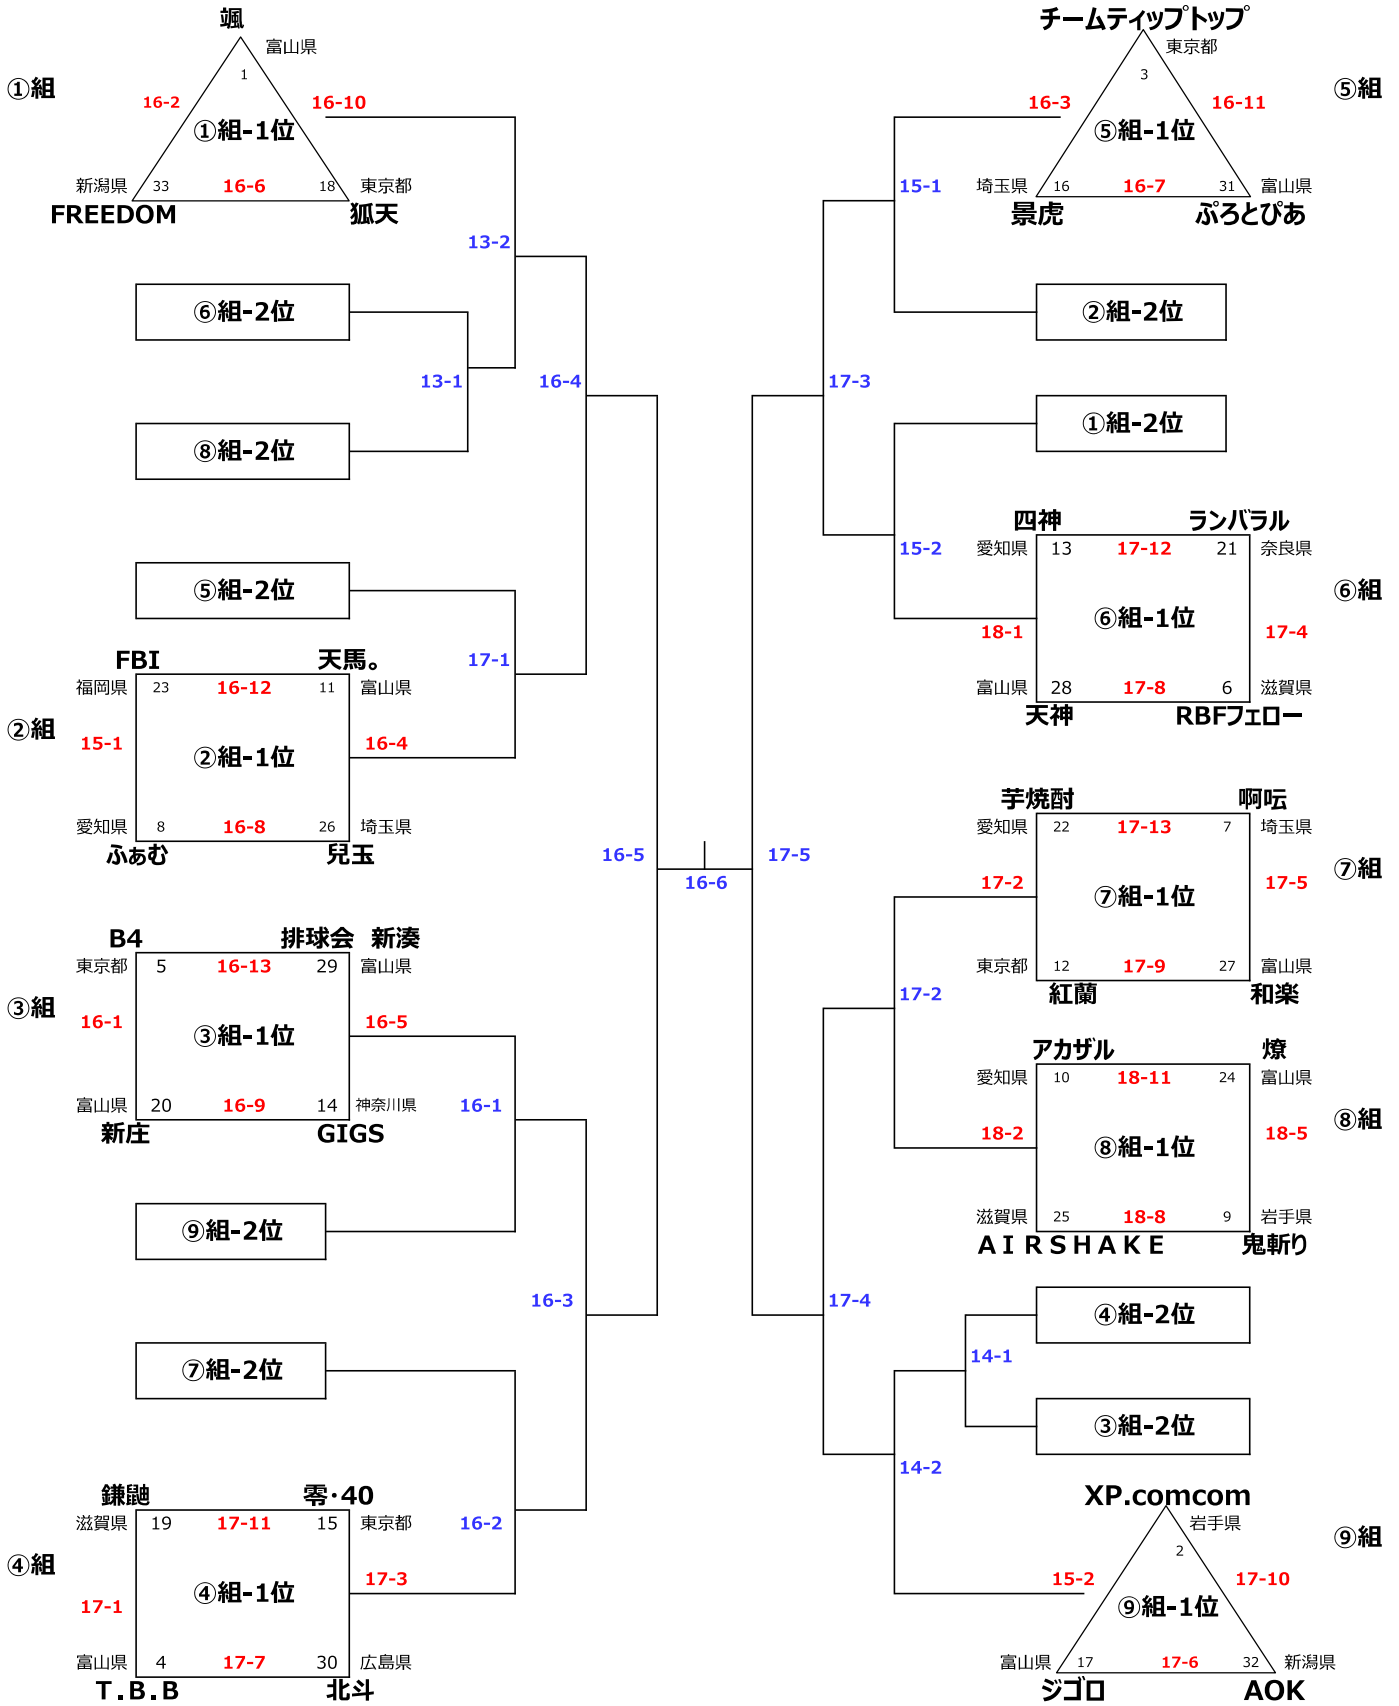 颯
富山県
①組
1
16-2
16-10
①組-1位
新潟県
33
16-6
18
東京都
FREEDOM
狐天
13-2
⑥組-2位
13-1
16-4
⑧組-2位
⑤組-2位
17-1
FBI
天馬。
福岡県
23
16-12
11
富山県
②組
15-1
②組-1位
16-4
愛知県
8
16-8
26
埼玉県
ふぁむ
兒玉
16-5
B4
排球会 新湊
東京都
5
16-13
29
富山県
③組
16-1
③組-1位
16-5
富山県
20
16-9
14
神奈川県
16-1
新庄
GIGS
⑨組-2位
16-3
⑦組-2位
鎌鼬
零・40
滋賀県
19
17-11
15
東京都
16-2
④組
17-1
④組-1位
17-3
富山県
4
17-7
30
広島県
T.B.B
北斗
16-6
チームティップトップ
東京都
3
⑤組
16-3
16-11
⑤組-1位
15-1
埼玉県
16
16-7
31
富山県
景虎
ぷろとぴあ
②組-2位
17-3
①組-2位
四神
ランバラル
15-2
愛知県
13
17-12
21
奈良県
⑥組
18-1
⑥組-1位
17-4
富山県
28
17-8
6
滋賀県
天神
RBFフェロー
芋焼酎
啊呍
愛知県
22
17-13
7
埼玉県
17-5
⑦組
17-2
⑦組-1位
17-5
東京都
12
17-9
27
富山県
紅蘭
和楽
17-2
アカザル
燎
愛知県
10
18-11
24
富山県
⑧組
18-2
⑧組-1位
18-5
滋賀県
25
18-8
9
岩手県
ＡＩＲＳＨＡＫＥ
鬼斬り
17-4
④組-2位
14-1
③組-2位
14-2
XP.comcom
岩手県
2
⑨組
15-2
17-10
⑨組-1位
富山県
17
17-6
32
新潟県
ジゴロ
AOK